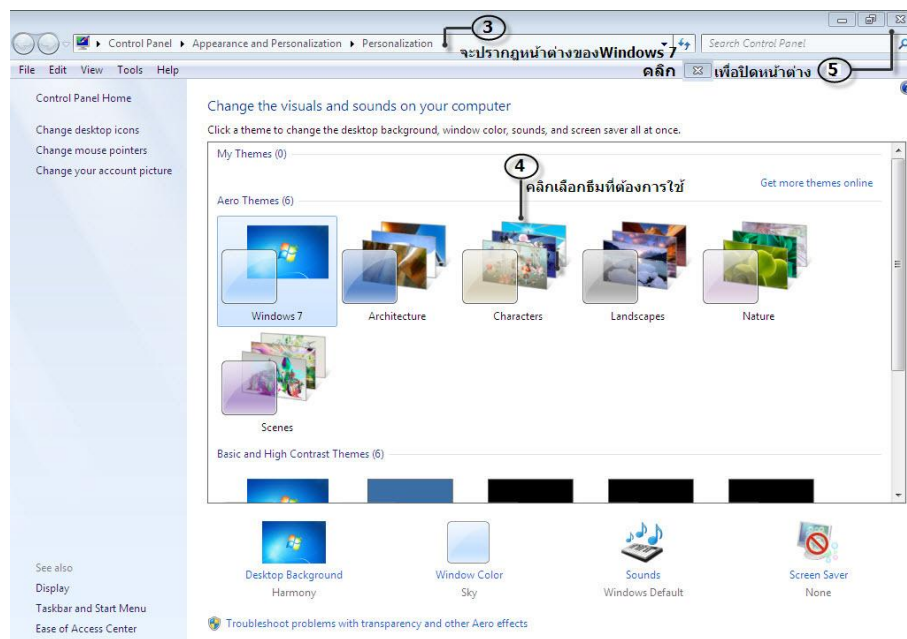 3
Control Panel ▸ Appearance and Personalization ▸ Personalization
Search Control Panel
จะปรากฎหน้าต่างของWindows 7
File Edit View Tools Help
คลิก เพื่อปิดหน้าต่าง 5
Control Panel Home
Change desktop icons
Change mouse pointers
Change your account picture
Change the visuals and sounds on your computer
Click a theme to change the desktop background, window color, sounds, and screen saver all at once.
My Themes (0)
4
คลิกเลือกธีมที่ต้องการใช้
Get more themes online
Aero Themes (6)
Windows 7 Architecture Characters Landscapes Nature
Scenes
Basic and High Contrast Themes (6)
Desktop Background Window Color Sounds Screen Saver
Harmony Sky Windows Default None
Troubleshoot problems with transparency and other Aero effects
See also
Display
Taskbar and Start Menu
Ease of Access Center